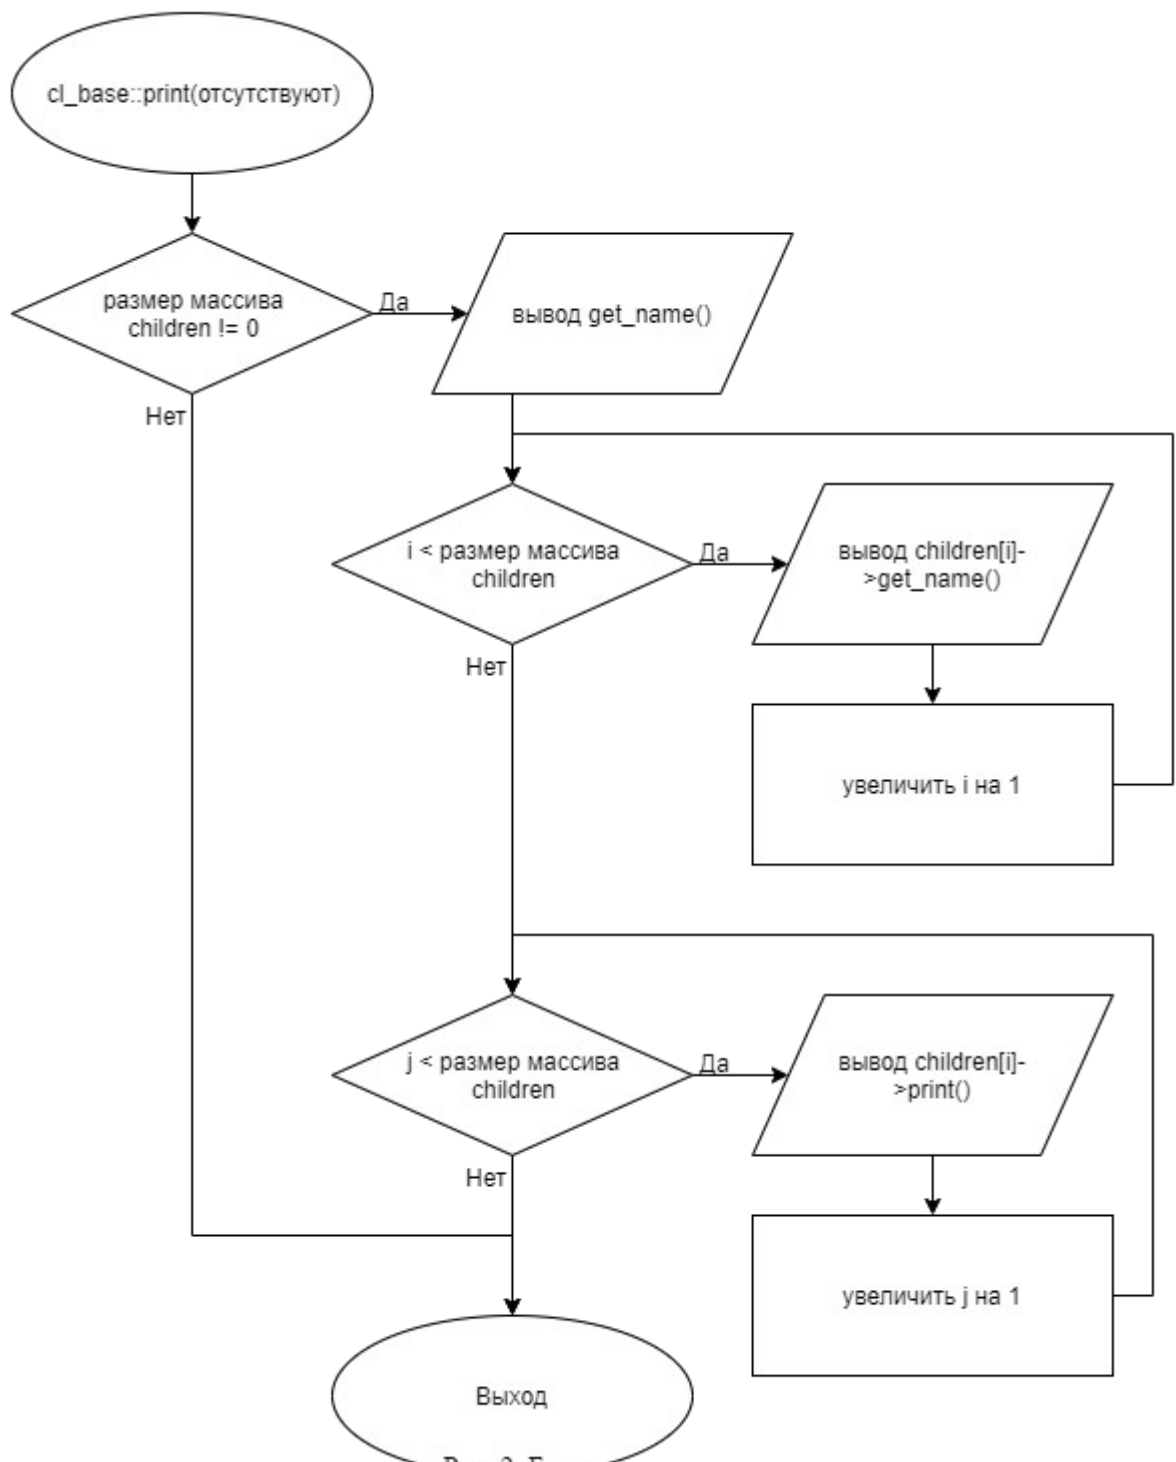 cl_base::print(отсутствуют)
размер массива
children != 0
Да
вывод get_name()
Нет
i < размер массива
children
Да
вывод children[i]-
>get_name()
Нет
увеличить i на 1
j < размер массива
children
Да
вывод children[i]-
>print()
Нет
увеличить j на 1
Выход